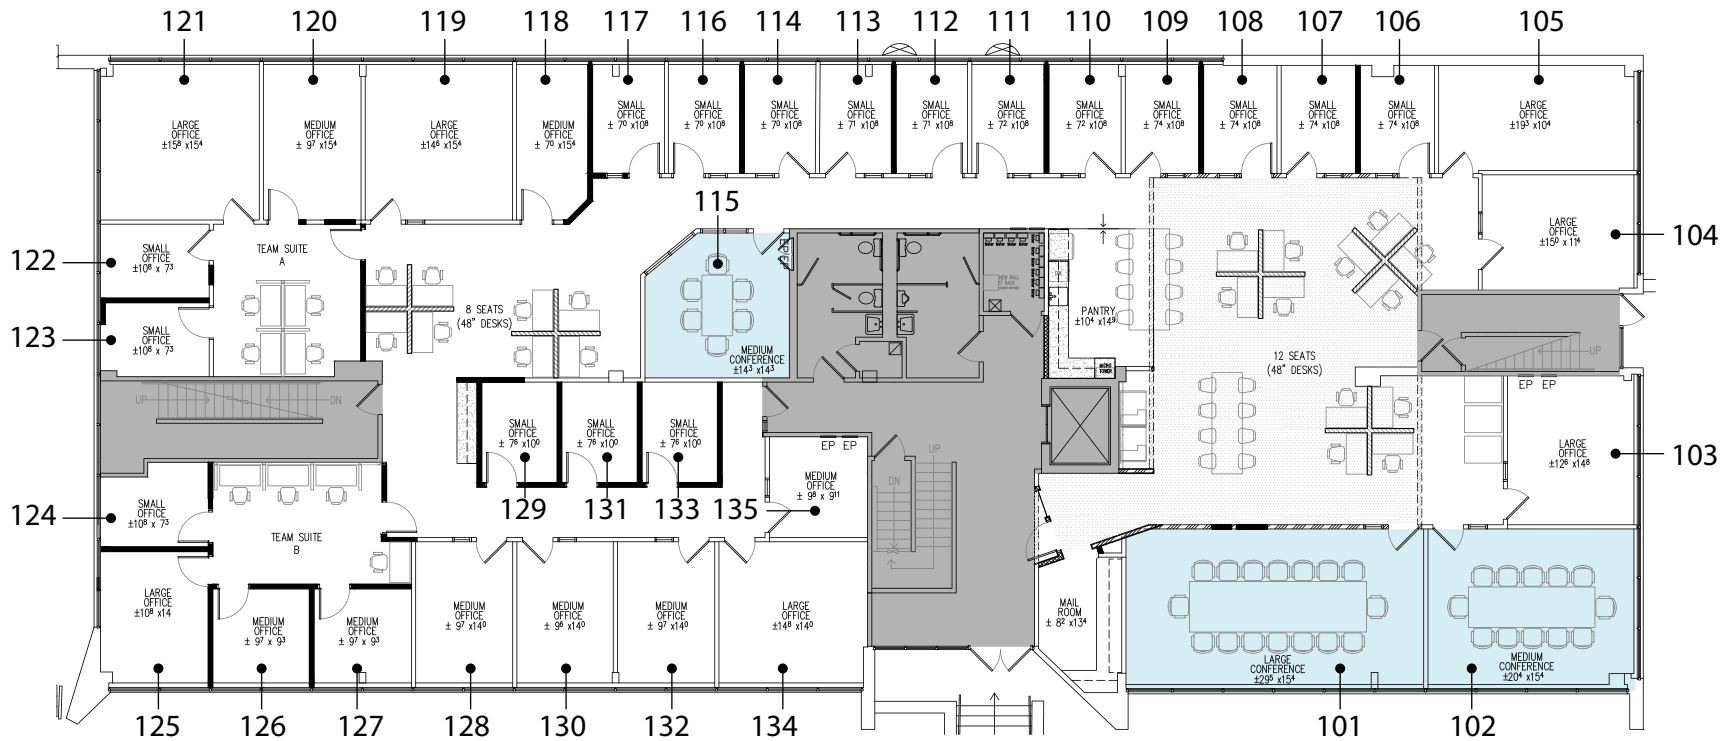 121 120 119 118 117 116 114 113 112 111 110 109 108 107 106 105
LARGE
OFFICE
±15⁸ x15⁴
MEDIUM
OFFICE
± 9⁷ x15⁴
LARGE
OFFICE
±14⁶ x15⁴
MEDIUM
OFFICE
± 7⁰ x15⁴
SMALL
OFFICE
± 7⁰ x10⁸
SMALL
OFFICE
± 7⁰ x10⁸
SMALL
OFFICE
± 7⁰ x10⁸
SMALL
OFFICE
± 7¹ x10⁸
SMALL
OFFICE
± 7¹ x10⁸
SMALL
OFFICE
± 7² x10⁸
SMALL
OFFICE
± 7² x10⁸
SMALL
OFFICE
± 7⁴ x10⁸
SMALL
OFFICE
± 7⁴ x10⁸
SMALL
OFFICE
± 7⁴ x10⁸
SMALL
OFFICE
± 7⁴ x10⁸
LARGE
OFFICE
±19³ x10⁴
115
122
SMALL
OFFICE
±10⁸ x 7³
TEAM SUITE
A
LARGE
OFFICE
±15⁰ x 11⁴
104
123
SMALL
OFFICE
±10⁸ x 7³
8 SEATS
(48" DESKS)
MEDIUM
CONFERENCE
±14³ x14³
PANTRY
±10⁴ x14⁹
12 SEATS
(48" DESKS)
UP
EP EP
UP
DN
SMALL
OFFICE
± 7⁶ x10⁰
SMALL
OFFICE
± 7⁶ x10⁰
SMALL
OFFICE
± 7⁶ x10⁰
EP EP
UP
DN
MEDIUM
OFFICE
± 9⁸ x 9¹¹
LARGE
OFFICE
±12⁶ x14⁸
103
129 131 133 135
124
SMALL
OFFICE
±10⁸ x 7³
TEAM SUITE
B
LARGE
OFFICE
±10⁸ x14
MEDIUM
OFFICE
± 9⁷ x 9³
MEDIUM
OFFICE
± 9⁷ x 9³
MEDIUM
OFFICE
± 9⁷ x14⁰
MEDIUM
OFFICE
± 9⁶ x14⁰
MEDIUM
OFFICE
± 9⁷ x14⁰
LARGE
OFFICE
±14⁸ x14⁰
MAIL
ROOM
± 8² x13⁴
LARGE
CONFERENCE
±29⁵ x15⁴
MEDIUM
CONFERENCE
±20⁴ x15⁴
125 126 127 128 130 132 134 101 102